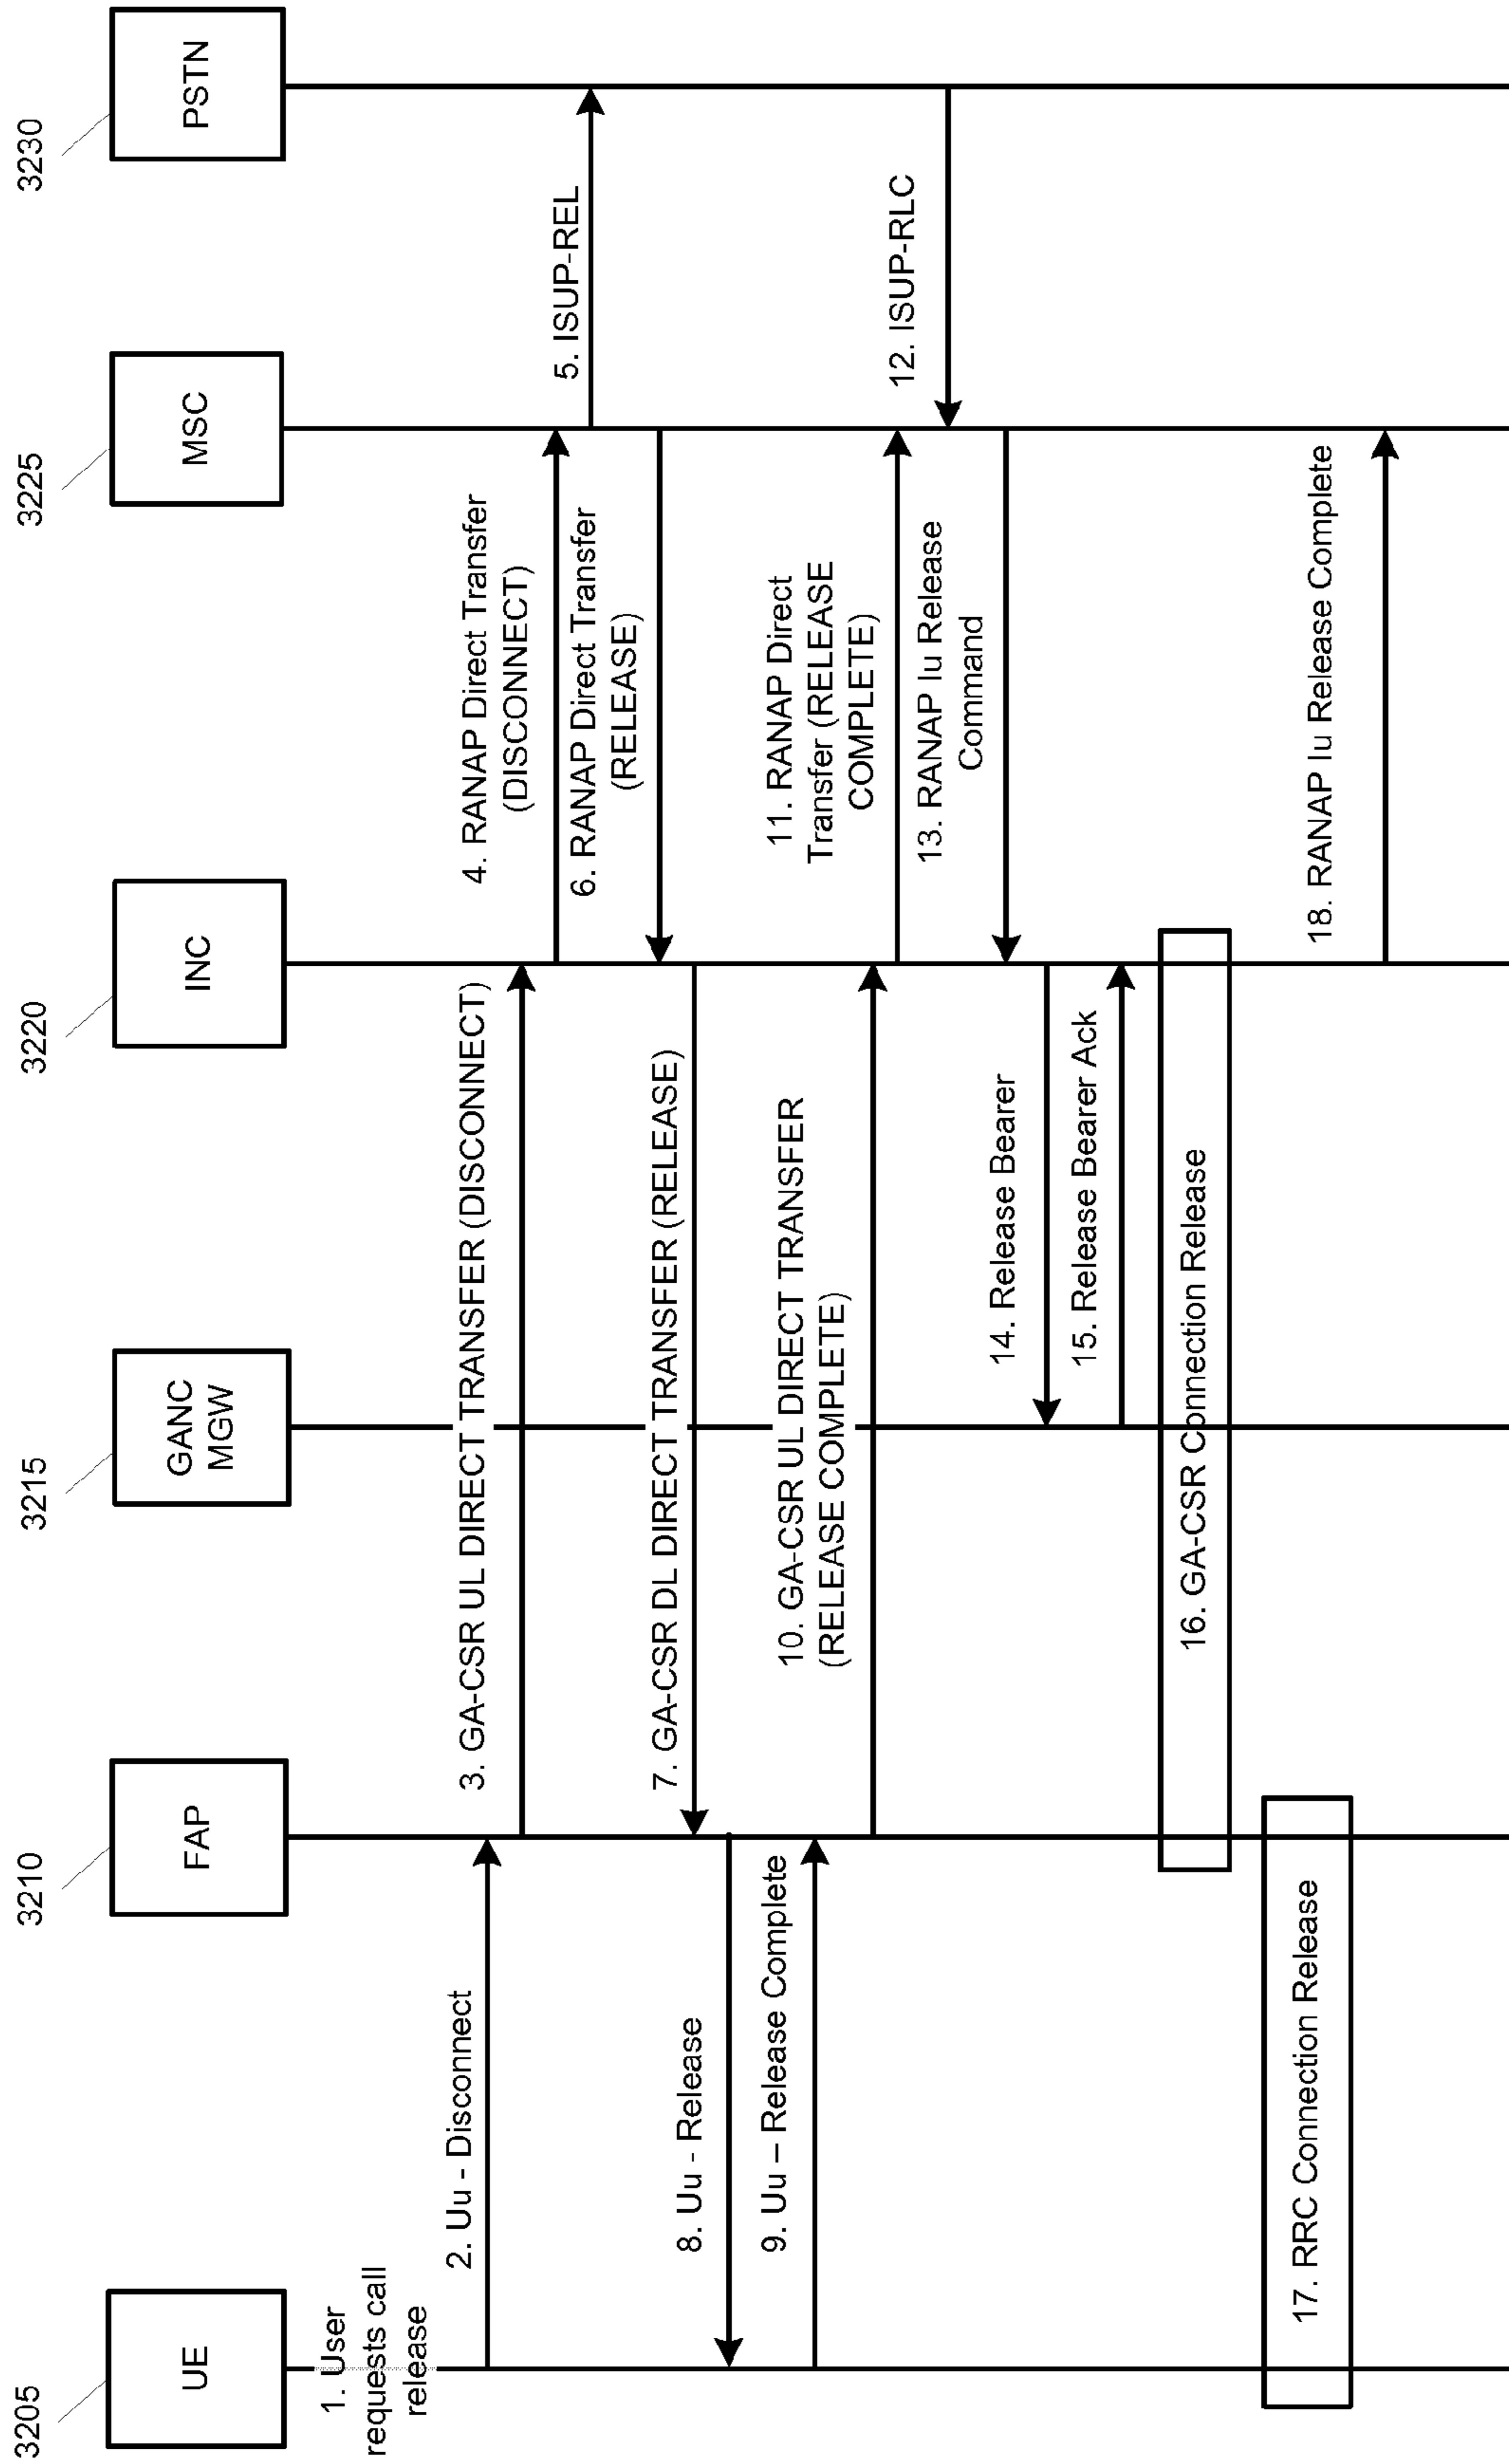 3205
3210
3215
3220
3225
3230
UE
FAP
GANC
MGW
INC
MSC
PSTN
1. User
requests call
release
2. Uu - Disconnect
3. GA-CSR UL DIRECT TRANSFER (DISCONNECT)
4. RANAP Direct Transfer
(DISCONNECT)
5. ISUP-REL
6. RANAP Direct Transfer
(RELEASE)
7. GA-CSR DL DIRECT TRANSFER (RELEASE)
8. Uu - Release
9. Uu – Release Complete
10. GA-CSR UL DIRECT TRANSFER
(RELEASE COMPLETE)
11. RANAP Direct
Transfer (RELEASE
COMPLETE)
12. ISUP-RLC
13. RANAP Iu Release
Command
14. Release Bearer
15. Release Bearer Ack
16. GA-CSR Connection Release
17. RRC Connection Release
18. RANAP Iu Release Complete